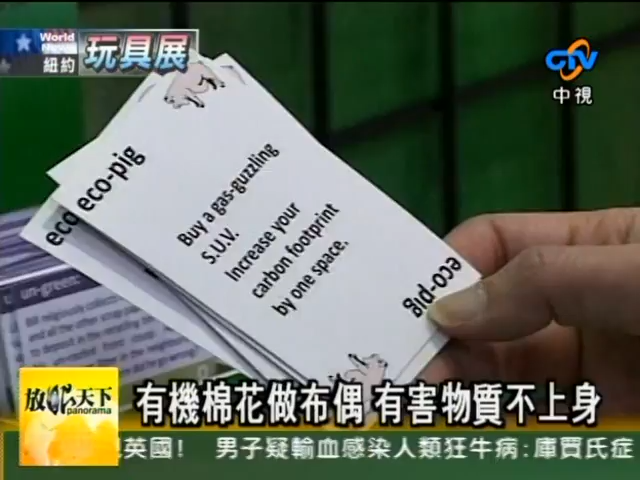 World
News
紐約
玩具展
CTV
中視
eco-pig
eco
Buy a gas-guzzling
S.U.V.
Increase your
carbon footprint
by one space.
eco-pig
un-green
放眼天下
panorama
有機棉花做布偶 有害物質不上身
英國! 男子疑輸血感染人類狂牛病:庫賈氏症